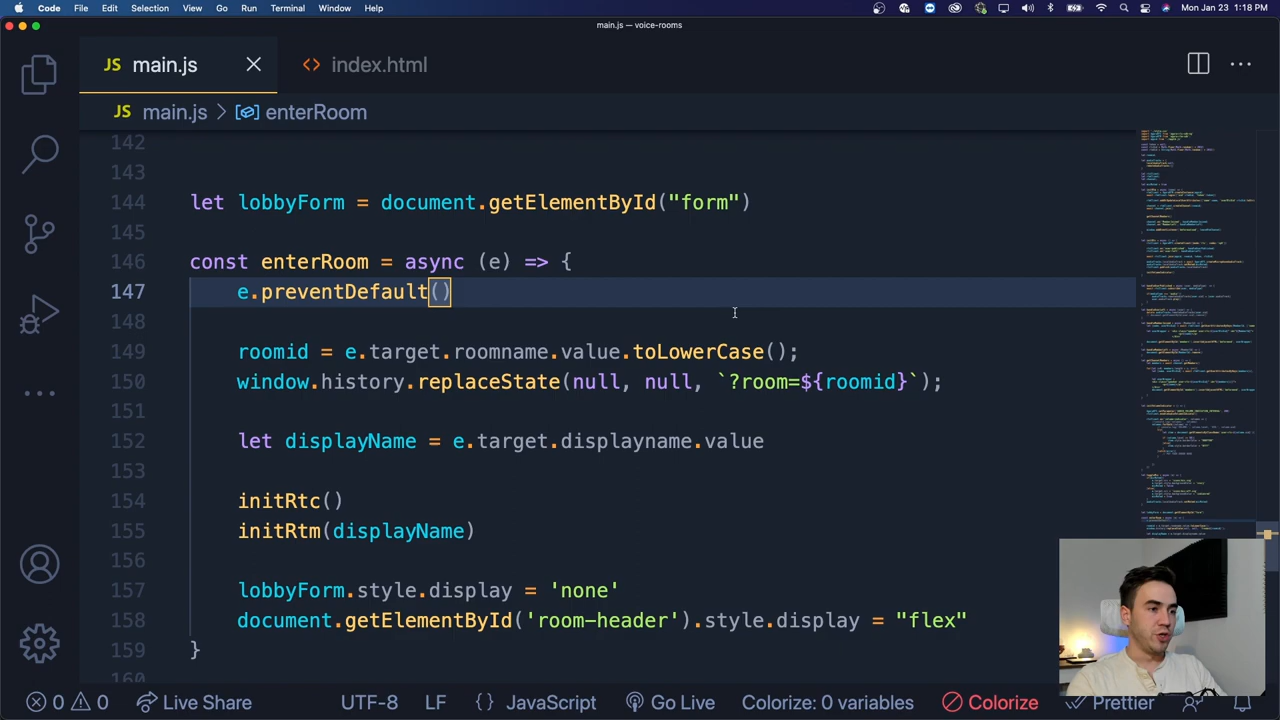 Code File Edit Selection View Go Run Terminal Window Help
Mon Jan 23 1:18 PM
main.js — voice-rooms
JS main.js
<> index.html
JS main.js > enterRoom
142
143
144 let lobbyForm = document.getElementById("form")
145
146 const enterRoom = async => {
147 e.preventDefault()
148
149 roomid = e.target.roomname.value.toLowerCase();
150 window.history.replaceState(null, null, `?room=${roomid}`);
151
152 let displayName = e.target.displayname.value
153
154 initRtc()
155 initRtm(displayName)
156
157 lobbyForm.style.display = 'none'
158 document.getElementById('room-header').style.display = "flex"
159 }
160
0 0 Live Share UTF-8 LF {} JavaScript Go Live Colorize: 0 variables Colorize Prettier